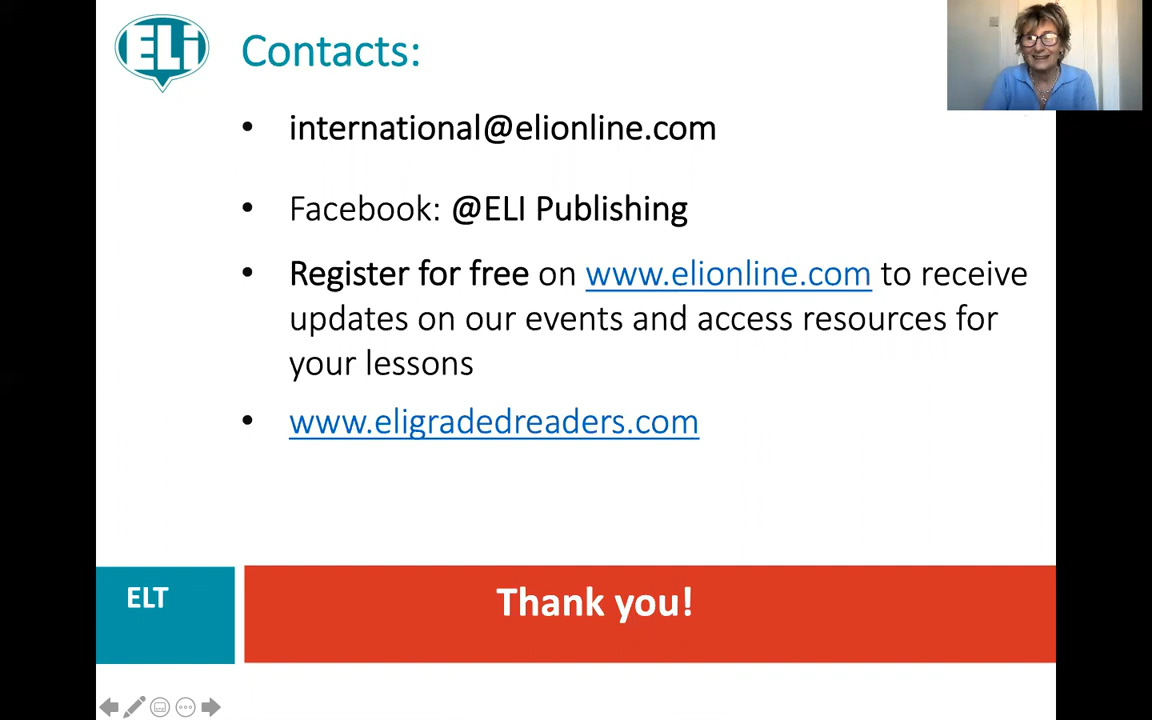 ELi
Contacts:
• international@elionline.com
• Facebook: @ELI Publishing
• Register for free on www.elionline.com to receive
updates on our events and access resources for
your lessons
• www.eligradedreaders.com
ELT
Thank you!